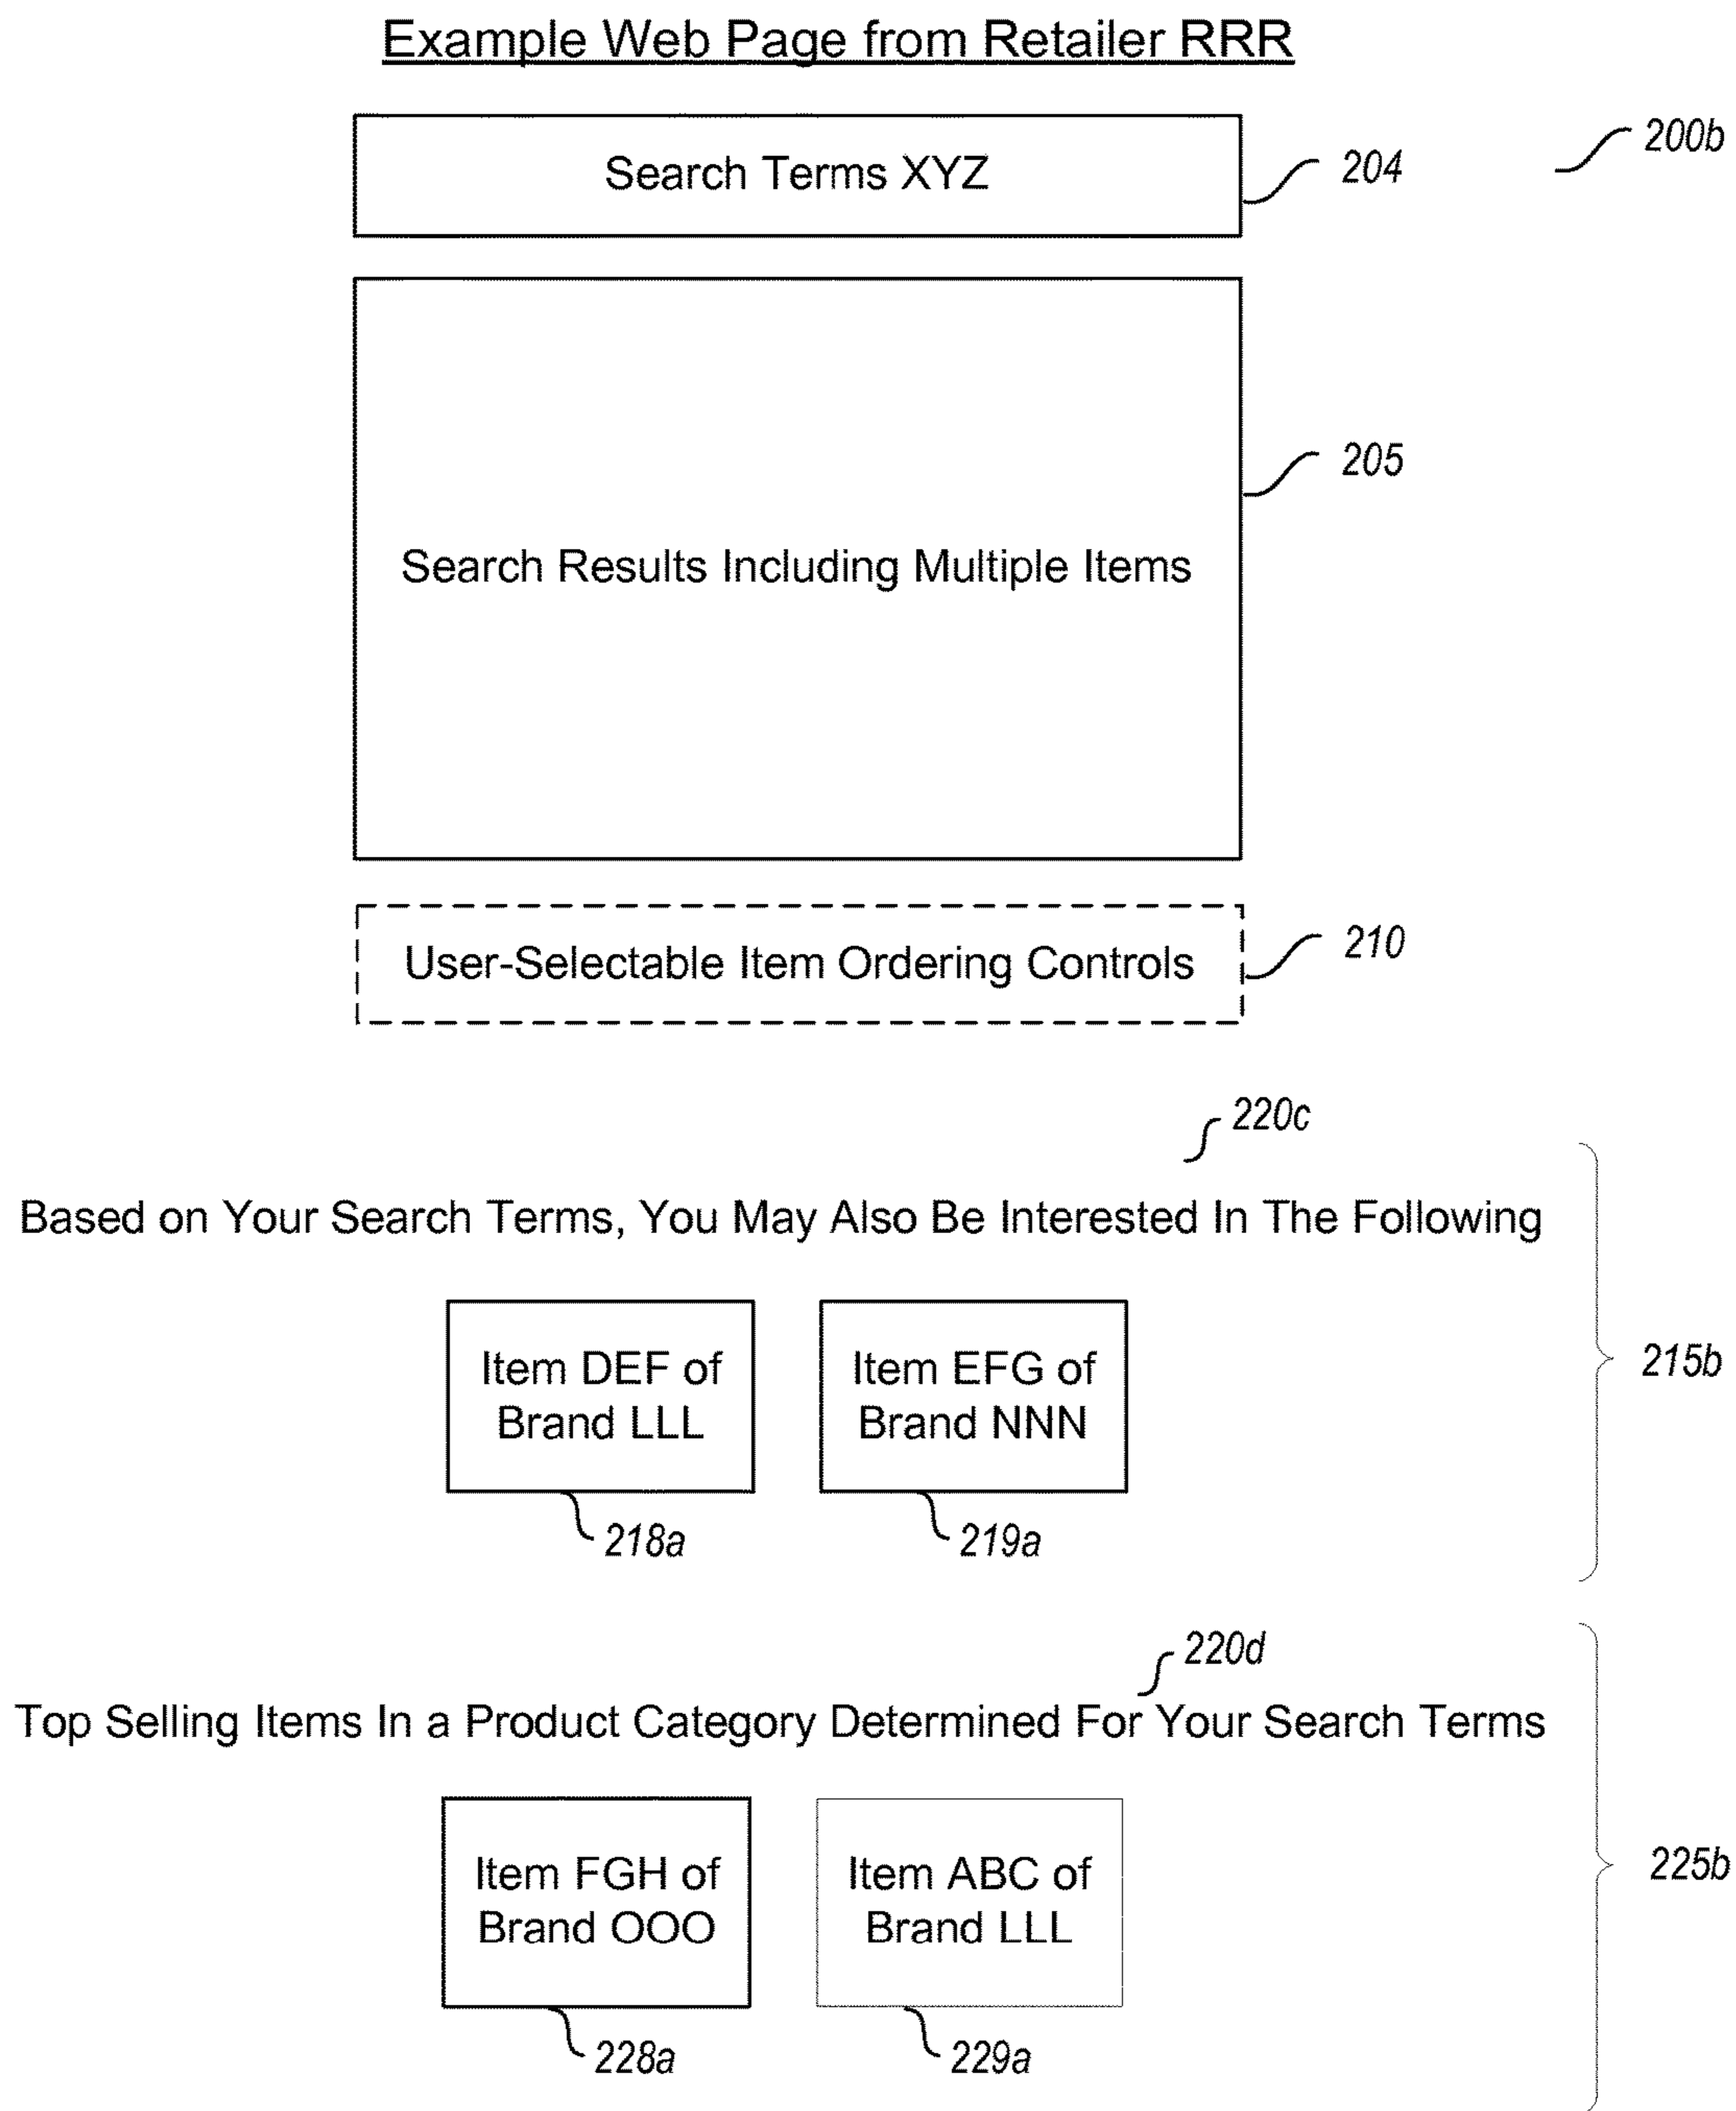 Example Web Page from Retailer RRR
Search Terms XYZ
204
200b
205
Search Results Including Multiple Items
210
User-Selectable Item Ordering Controls
220c
Based on Your Search Terms, You May Also Be Interested In The Following
Item DEF of
Brand LLL
Item EFG of
Brand NNN
215b
218a
219a
220d
Top Selling Items In a Product Category Determined For Your Search Terms
Item FGH of
Brand OOO
Item ABC of
Brand LLL
225b
228a
229a